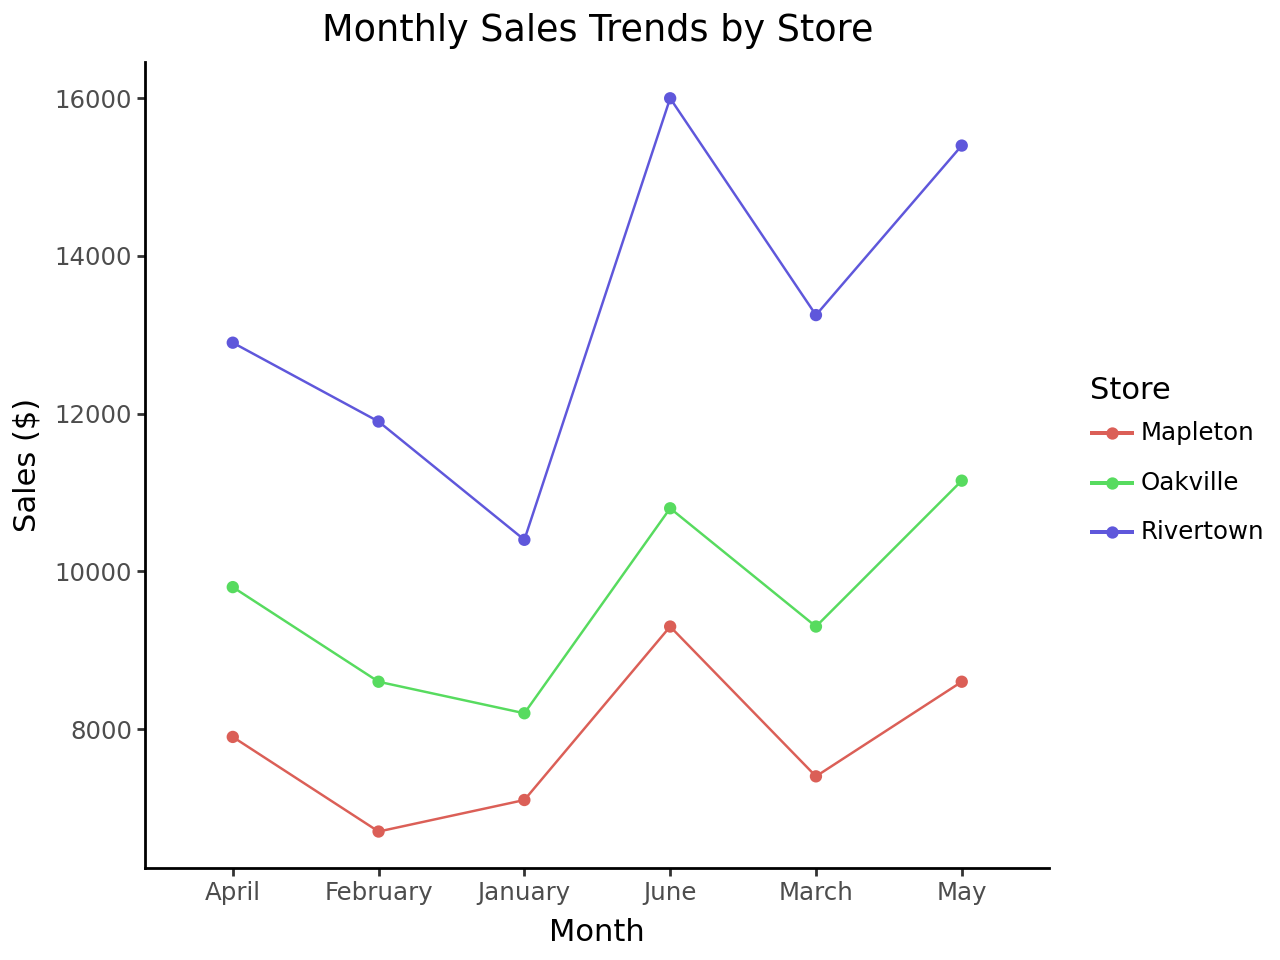 Monthly Sales Trends by Store
Sales ($)
16000
14000
12000
10000
8000
April February January June March May
Month
Store
Mapleton
Oakville
Rivertown